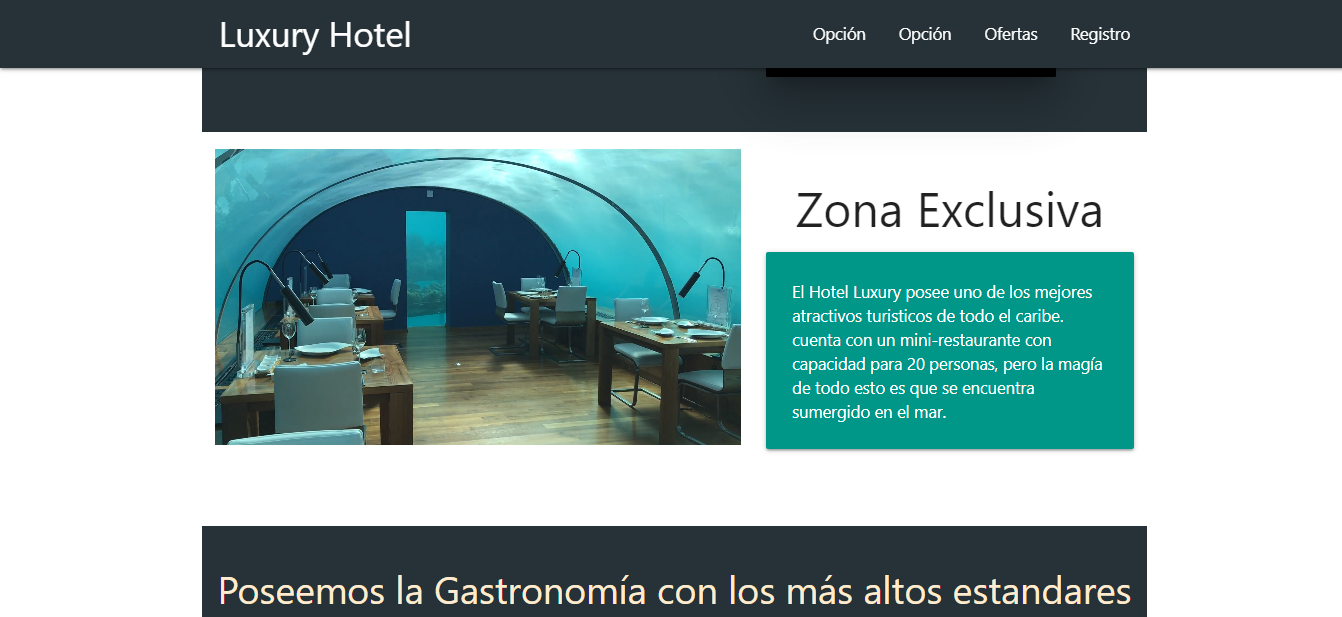 Luxury Hotel
Opción Opción Ofertas Registro
Zona Exclusiva
El Hotel Luxury posee uno de los mejores
atractivos turisticos de todo el caribe.
cuenta con un mini-restaurante con
capacidad para 20 personas, pero la magía
de todo esto es que se encuentra
sumergido en el mar.
Poseemos la Gastronomía con los más altos estandares